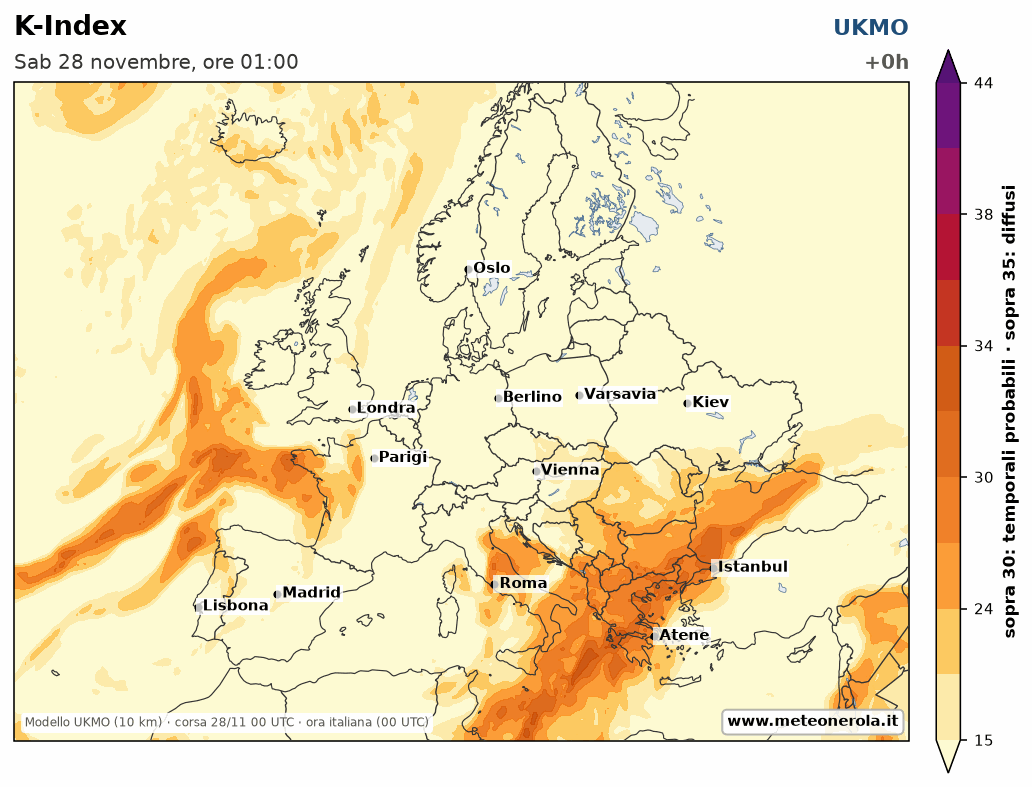 K-Index
UKMO
Sab 28 novembre, ore 01:00
+0h
Oslo
Londra
Berlino
Varsavia
Kiev
Parigi
Vienna
Roma
Istanbul
Madrid
Lisbona
Atene
Modello UKMO (10 km) · corsa 28/11 00 UTC · ora italiana (00 UTC)
www.meteonerola.it
44
38
34
30
24
15
sopra 30: temporali probabili · sopra 35: diffusi